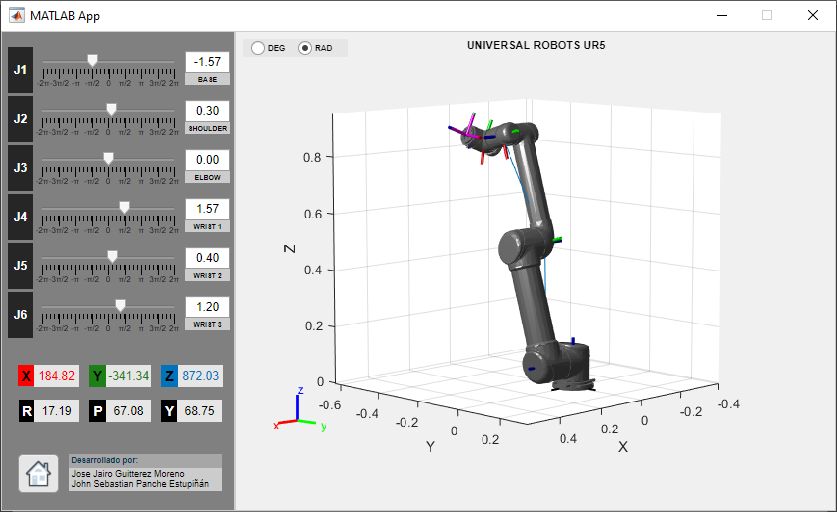 MATLAB App
DEG
RAD
UNIVERSAL ROBOTS UR5
J1
-2π -3π/2 -π -π/2 0 π/2 π 3π/2 2π
-1.57
BASE
J2
-2π -3π/2 -π -π/2 0 π/2 π 3π/2 2π
0.30
SHOULDER
J3
-2π -3π/2 -π -π/2 0 π/2 π 3π/2 2π
0.00
ELBOW
J4
-2π -3π/2 -π -π/2 0 π/2 π 3π/2 2π
1.57
WRIST 1
J5
-2π -3π/2 -π -π/2 0 π/2 π 3π/2 2π
0.40
WRIST 2
J6
-2π -3π/2 -π -π/2 0 π/2 π 3π/2 2π
1.20
WRIST 3
X 184.82 Y -341.34 Z 872.03
R 17.19 P 67.08 Y 68.75
Desarrollado por:
Jose Jairo Guitterez Moreno
John Sebastian Panche Estupiñán
0.8
0.6
Z
0.4
0.2
0
-0.6 -0.4 -0.2 0 0.2
Y
0.4 0.2 0 -0.2 -0.4
X
z
x
y